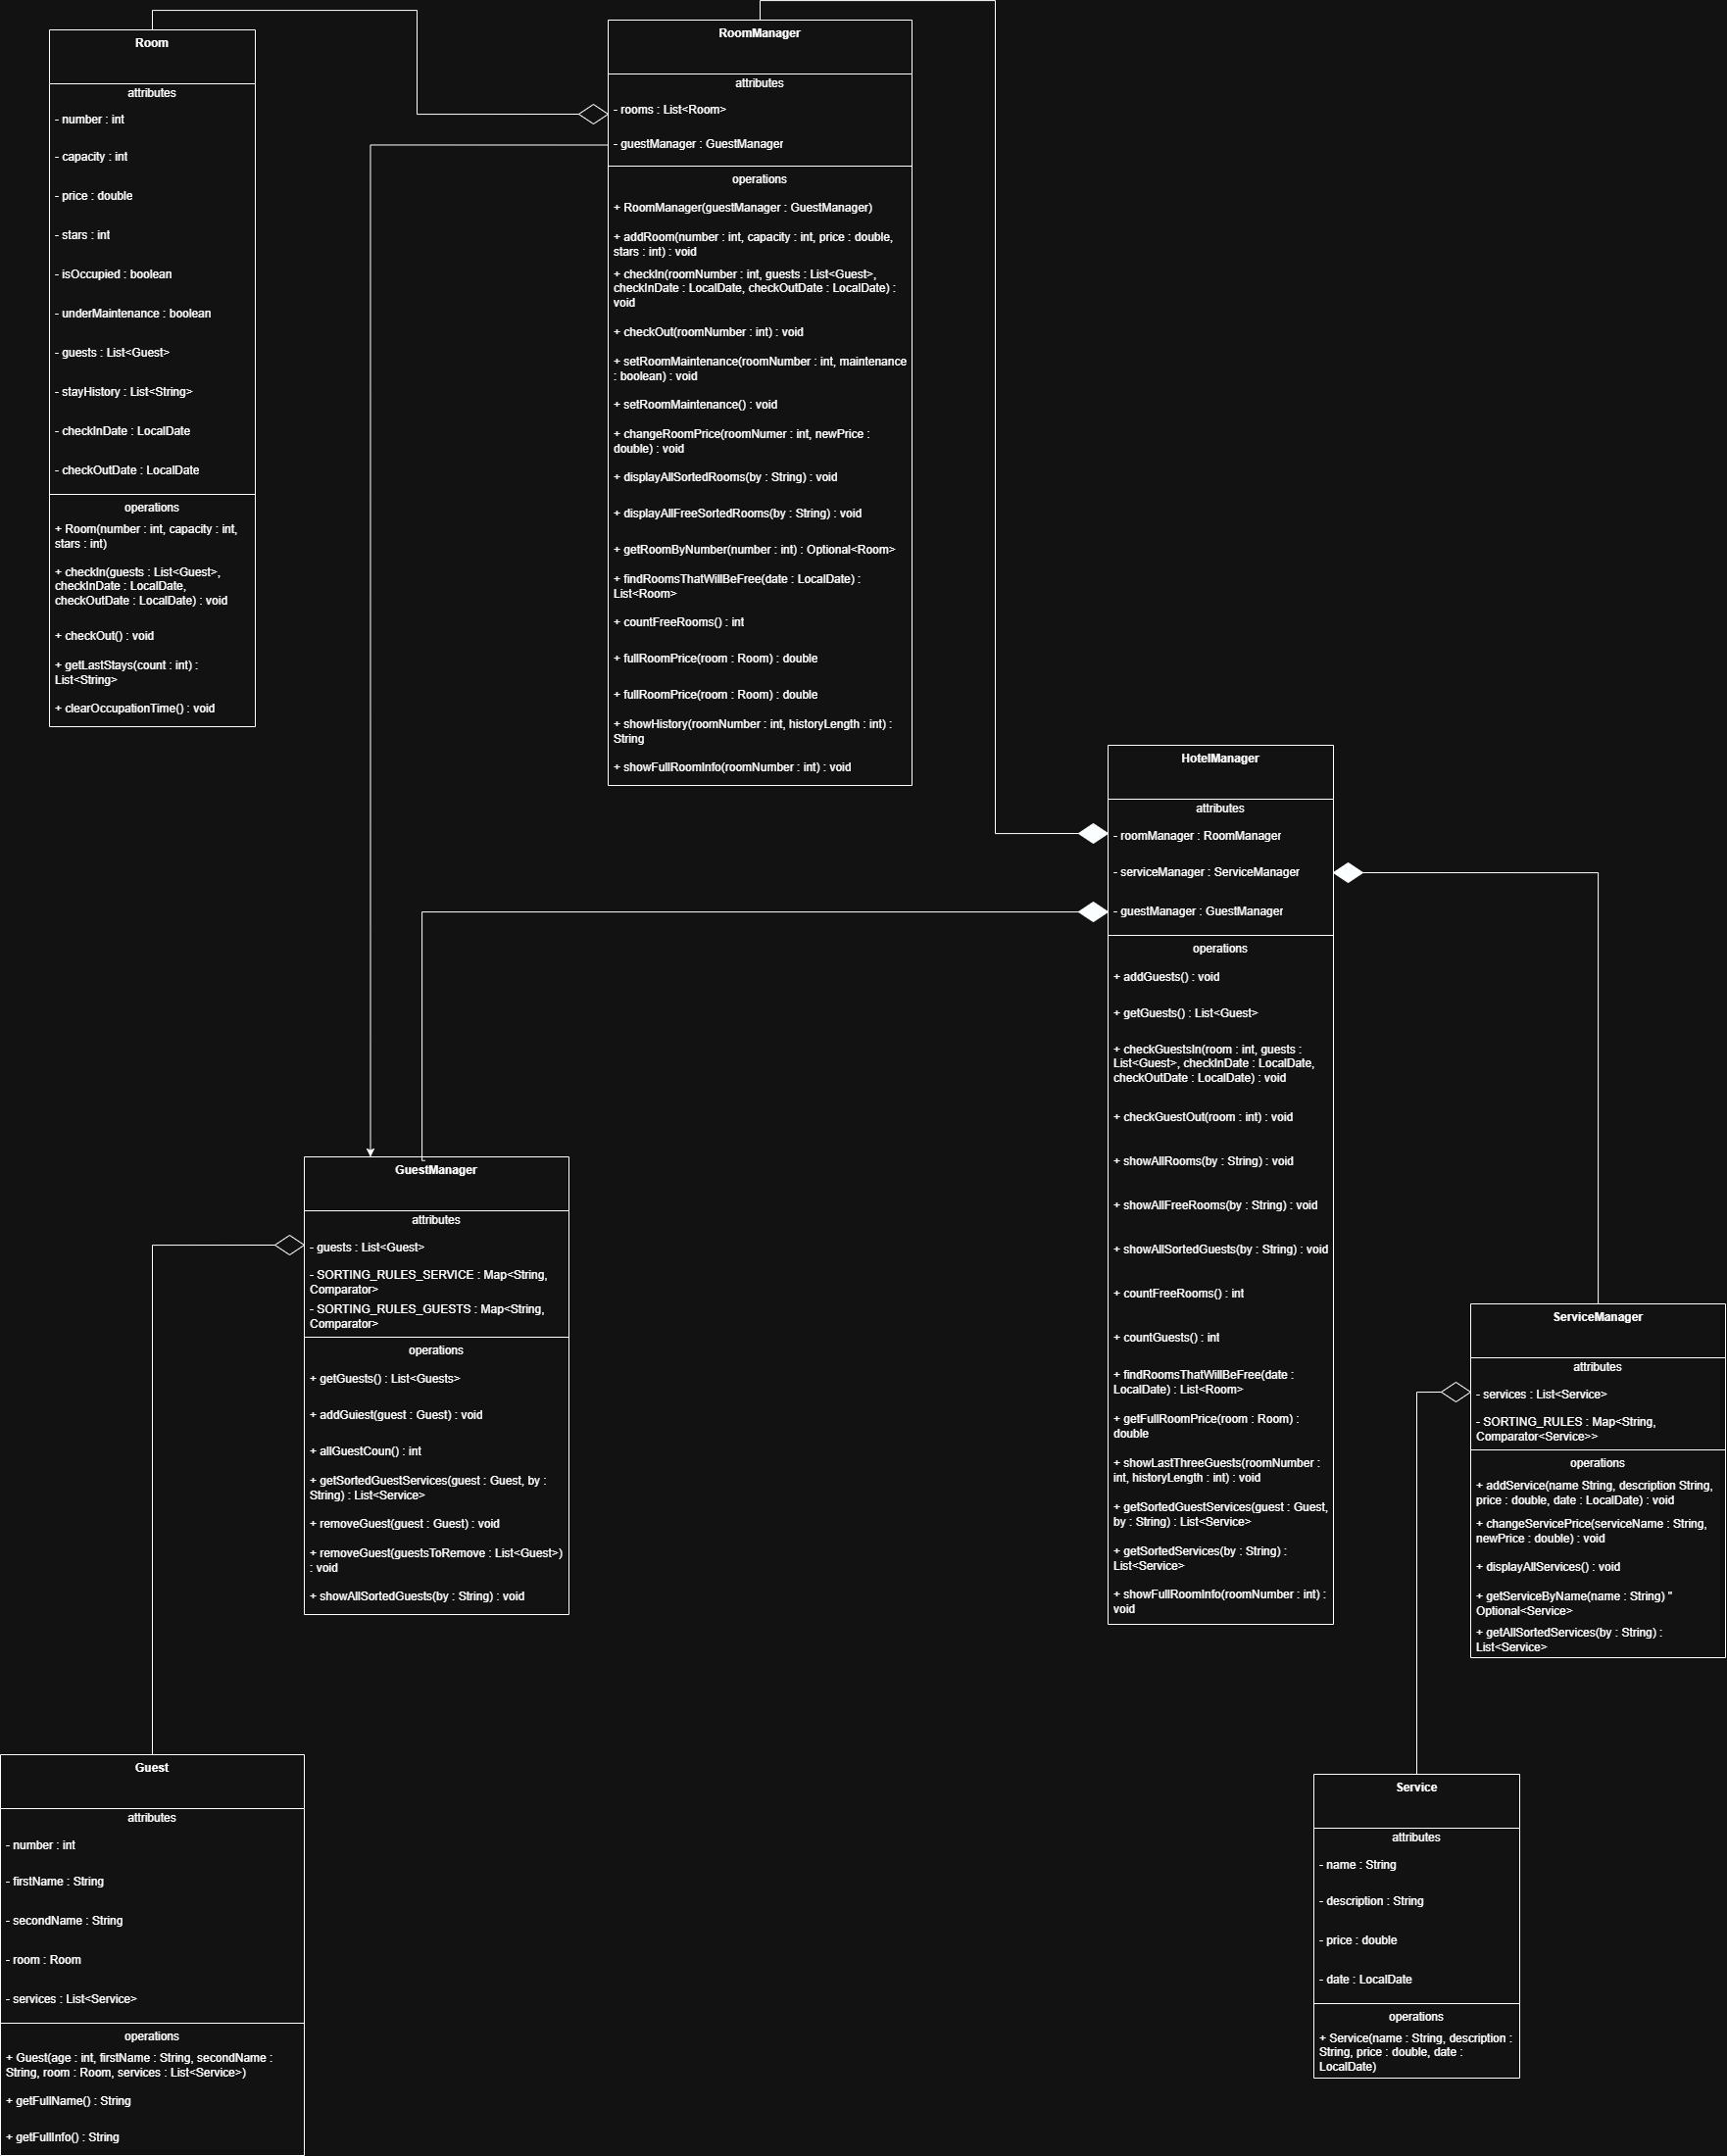 Room
attributes
- number : int
- capacity : int
- price : double
- stars : int
- isOccupied : boolean
- underMaintenance : boolean
- guests : List<Guest>
- stayHistory : List<String>
- checkInDate : LocalDate
- checkOutDate : LocalDate
operations
+ Room(number : int, capacity : int,
stars : int)
+ checkIn(guests : List<Guest>,
checkInDate : LocalDate,
checkOutDate : LocalDate) : void
+ checkOut() : void
+ getLastStays(count : int) :
List<String>
+ clearOccupationTime() : void
RoomManager
attributes
- rooms : List<Room>
- guestManager : GuestManager
operations
+ RoomManager(guestManager : GuestManager)
+ addRoom(number : int, capacity : int, price : double,
stars : int) : void
+ checkIn(roomNumber : int, guests : List<Guest>,
checkInDate : LocalDate, checkOutDate : LocalDate) :
void
+ checkOut(roomNumber : int) : void
+ setRoomMaintenance(roomNumber : int, maintenance
: boolean) : void
+ setRoomMaintenance() : void
+ changeRoomPrice(roomNumer : int, newPrice :
double) : void
+ displayAllSortedRooms(by : String) : void
+ displayAllFreeSortedRooms(by : String) : void
+ getRoomByNumber(number : int) : Optional<Room>
+ findRoomsThatWillBeFree(date : LocalDate) :
List<Room>
+ countFreeRooms() : int
+ fullRoomPrice(room : Room) : double
+ fullRoomPrice(room : Room) : double
+ showHistory(roomNumber : int, historyLength : int) :
String
+ showFullRoomInfo(roomNumber : int) : void
HotelManager
attributes
- roomManager : RoomManager
- serviceManager : ServiceManager
- guestManager : GuestManager
operations
+ addGuests() : void
+ getGuests() : List<Guest>
+ checkGuestsIn(room : int, guests :
List<Guest>, checkInDate : LocalDate,
checkOutDate : LocalDate) : void
+ checkGuestOut(room : int) : void
+ showAllRooms(by : String) : void
+ showAllFreeRooms(by : String) : void
+ showAllSortedGuests(by : String) : void
+ countFreeRooms() : int
+ countGuests() : int
+ findRoomsThatWillBeFree(date :
LocalDate) : List<Room>
+ getFullRoomPrice(room : Room) :
double
+ showLastThreeGuests(roomNumber :
int, historyLength : int) : void
+ getSortedGuestServices(guest : Guest,
by : String) : List<Service>
+ getSortedServices(by : String) :
List<Service>
+ showFullRoomInfo(roomNumber : int) :
void
GuestManager
attributes
- guests : List<Guest>
- SORTING_RULES_SERVICE : Map<String,
Comparator>
- SORTING_RULES_GUESTS : Map<String,
Comparator>
operations
+ getGuests() : List<Guests>
+ addGuiest(guest : Guest) : void
+ allGuestCoun() : int
+ getSortedGuestServices(guest : Guest, by :
String) : List<Service>
+ removeGuest(guest : Guest) : void
+ removeGuest(guestsToRemove : List<Guest>)
: void
+ showAllSortedGuests(by : String) : void
ServiceManager
attributes
- services : List<Service>
- SORTING_RULES : Map<String,
Comparator<Service>>
operations
+ addService(name String, description String,
price : double, date : LocalDate) : void
+ changeServicePrice(serviceName : String,
newPrice : double) : void
+ displayAllServices() : void
+ getServiceByName(name : String) "
Optional<Service>
+ getAllSortedServices(by : String) :
List<Service>
Guest
attributes
- number : int
- firstName : String
- secondName : String
- room : Room
- services : List<Service>
operations
+ Guest(age : int, firstName : String, secondName :
String, room : Room, services : List<Service>)
+ getFullName() : String
+ getFullInfo() : String
Service
attributes
- name : String
- description : String
- price : double
- date : LocalDate
operations
+ Service(name : String, description :
String, price : double, date :
LocalDate)